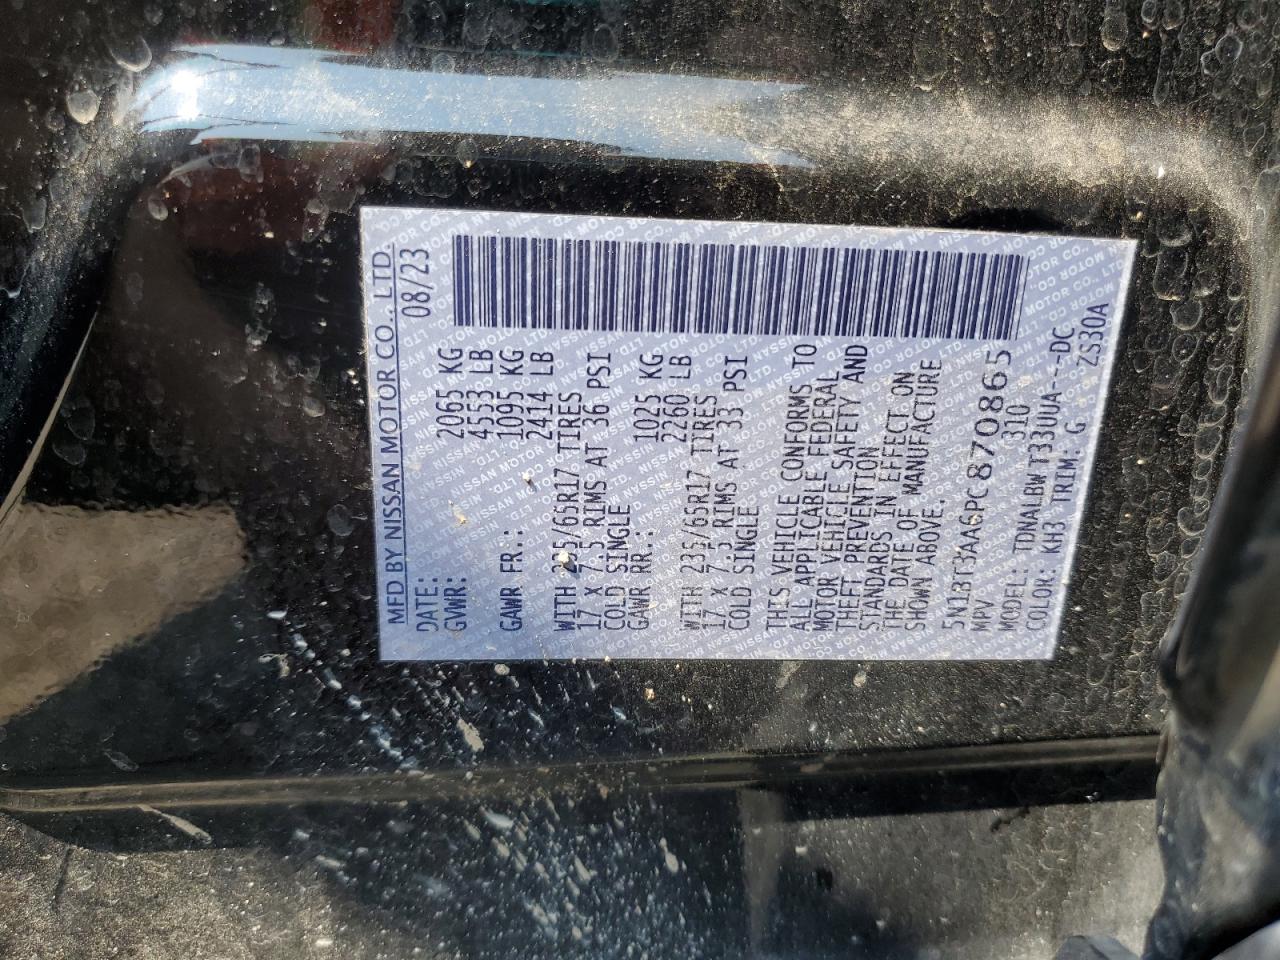 MFD BY NISSAN MOTOR CO., LTD.
DATE: 08/23
GVWR: 2065 KG
4553 LB
GAWR FR.: 1095 KG
2414 LB
WITH 235/65R17 TIRES
17 x 7.5 RIMS AT 36 PSI
COLD SINGLE
GAWR RR.: 1025 KG
2260 LB
WITH 235/65R17 TIRES
17 x 7.5 RIMS AT 33 PSI
COLD SINGLE
THIS VEHICLE CONFORMS TO
ALL APPLICABLE FEDERAL
MOTOR VEHICLE SAFETY AND
THEFT PREVENTION
STANDARDS IN EFFECT ON
THE DATE OF MANUFACTURE
SHOWN ABOVE.
5N1BT3AA6PC870865
MPV 310
MODEL: TDNALBWT33UUA---DC
COLOR: KH3 TRIM: G ZS30A